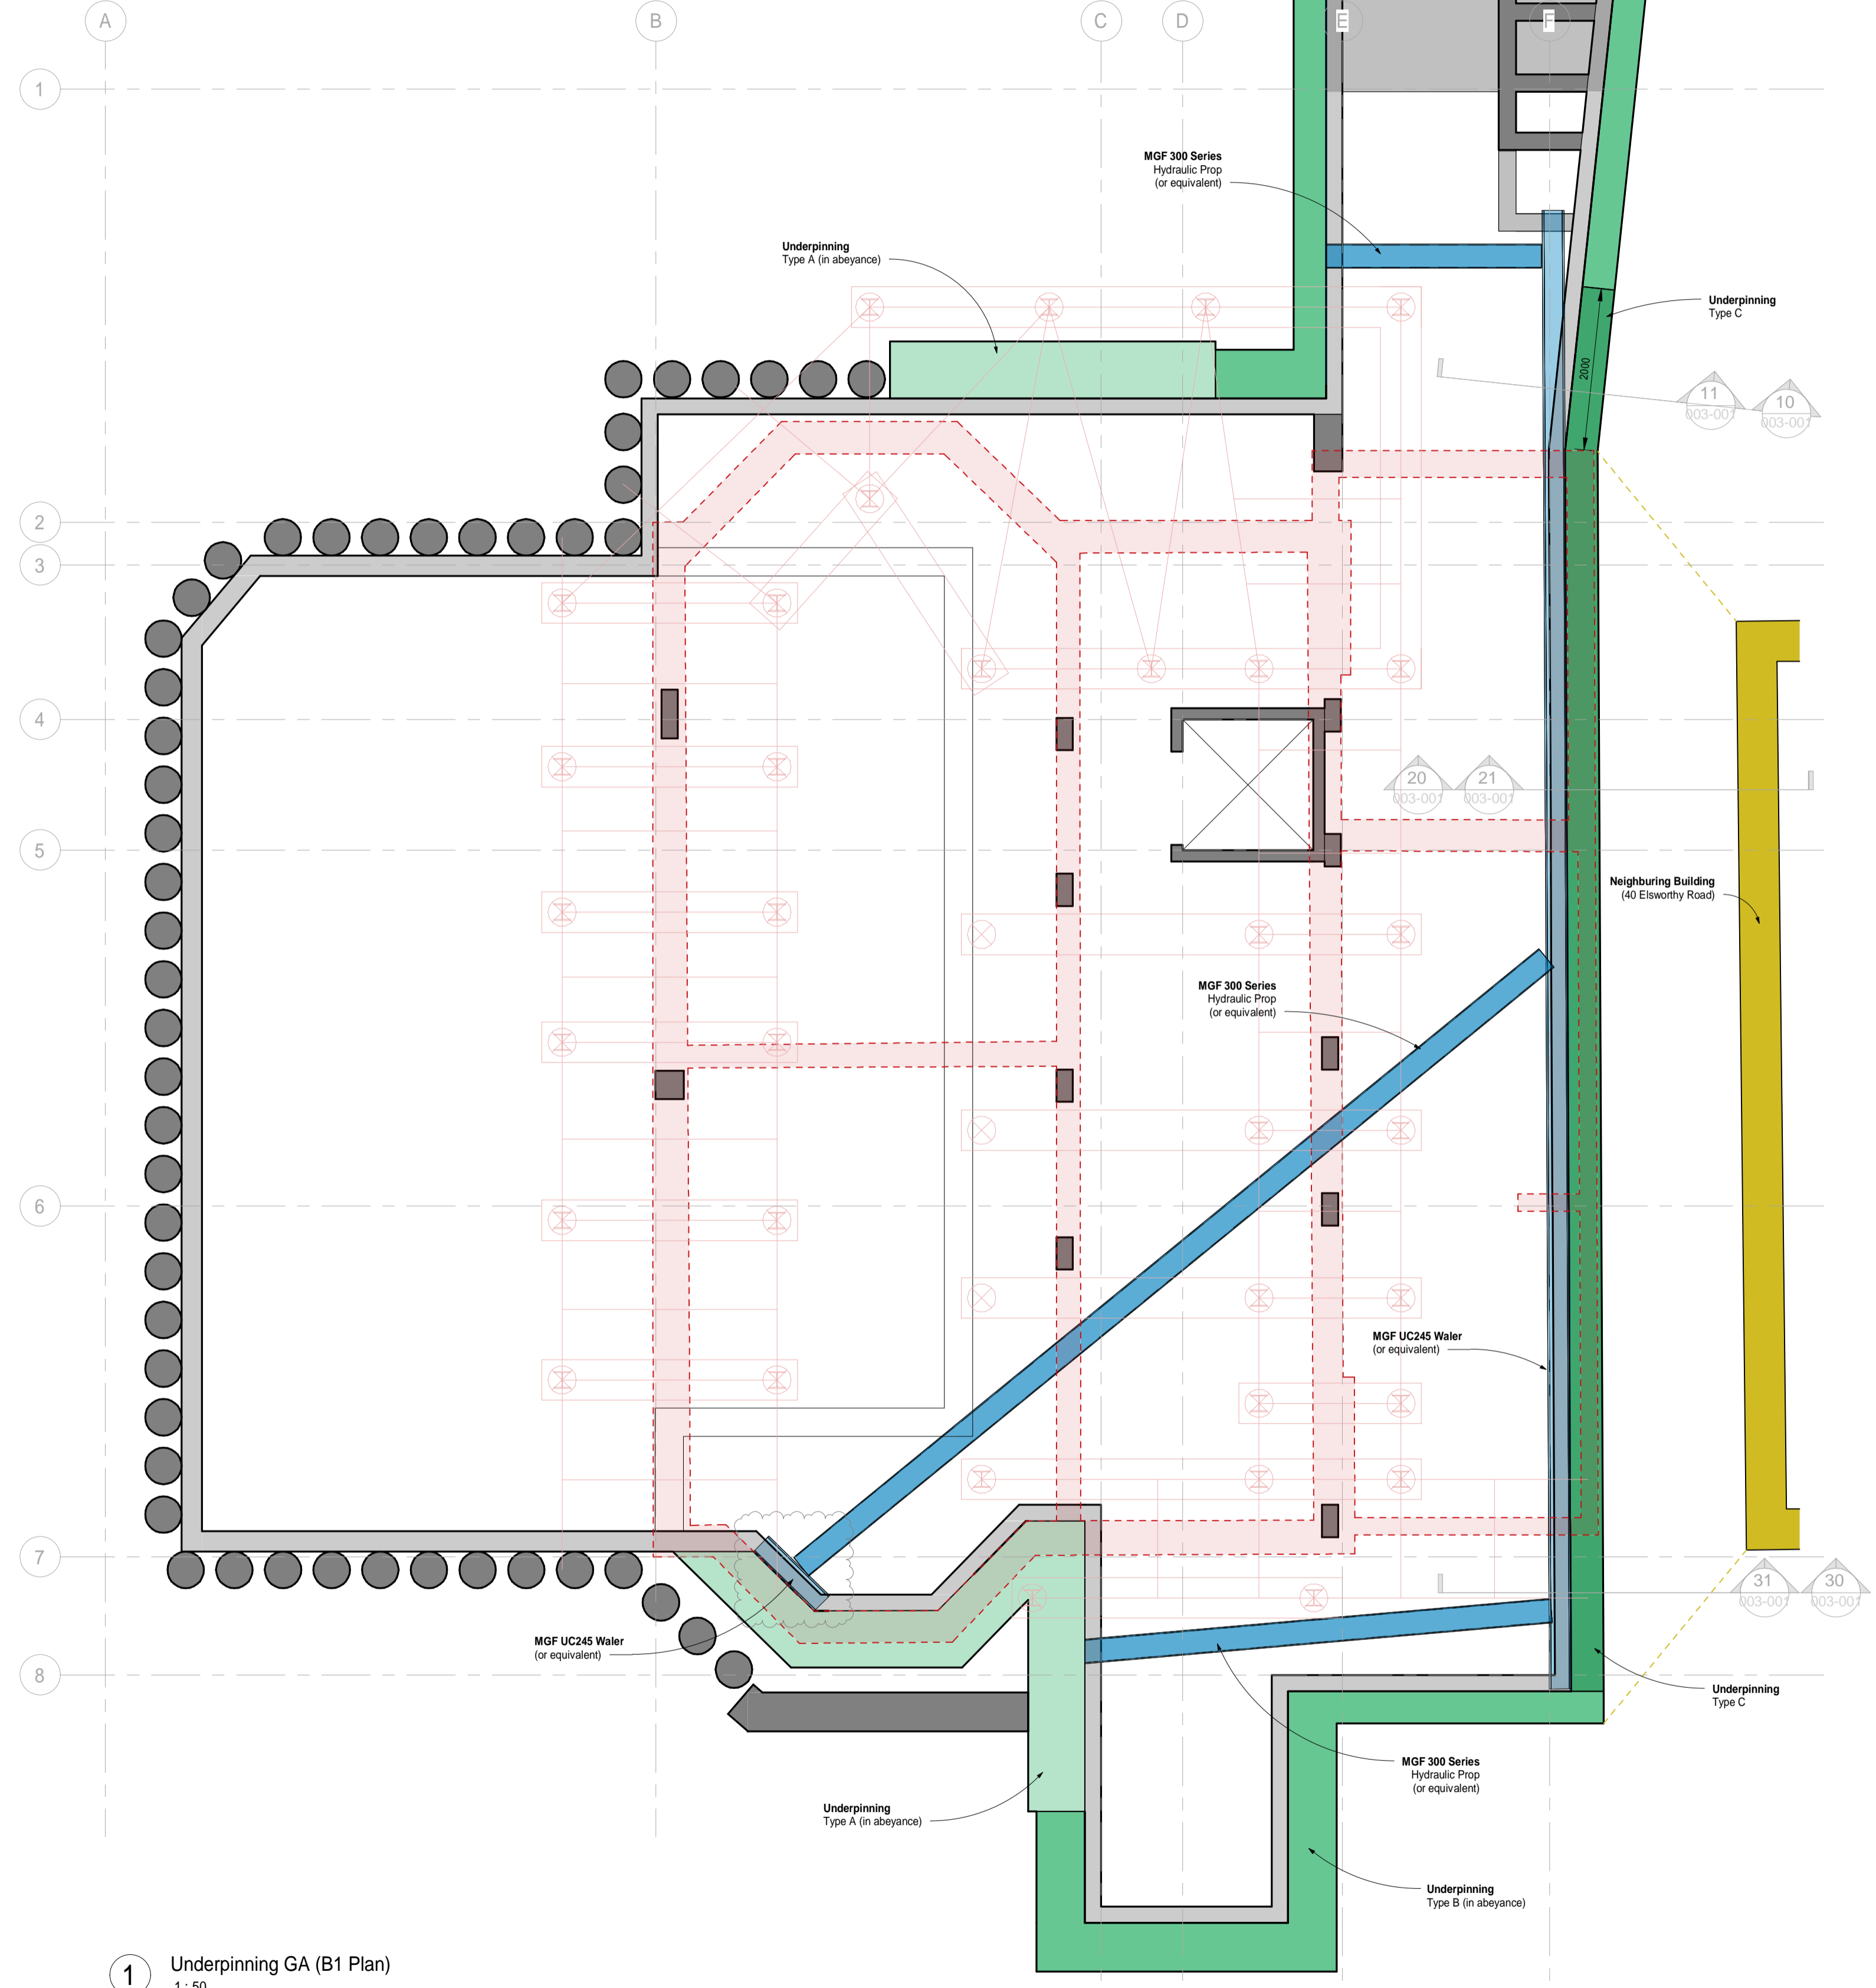 A
B
C
D
E
F
1
MGF 300 Series
Hydraulic Prop
(or equivalent)
Underpinning
Type A (in abeyance)
Underpinning
Type C
2000
11
003-001
10
003-001
2
3
4
20
003-001
21
003-001
5
Neighburing Building
(40 Elsworthy Road)
MGF 300 Series
Hydraulic Prop
(or equivalent)
6
MGF UC245 Waler
(or equivalent)
7
31
003-001
30
003-001
MGF UC245 Waler
(or equivalent)
8
Underpinning
Type C
MGF 300 Series
Hydraulic Prop
(or equivalent)
Underpinning
Type A (in abeyance)
Underpinning
Type B (in abeyance)
1
Underpinning GA (B1 Plan)
1 : 50